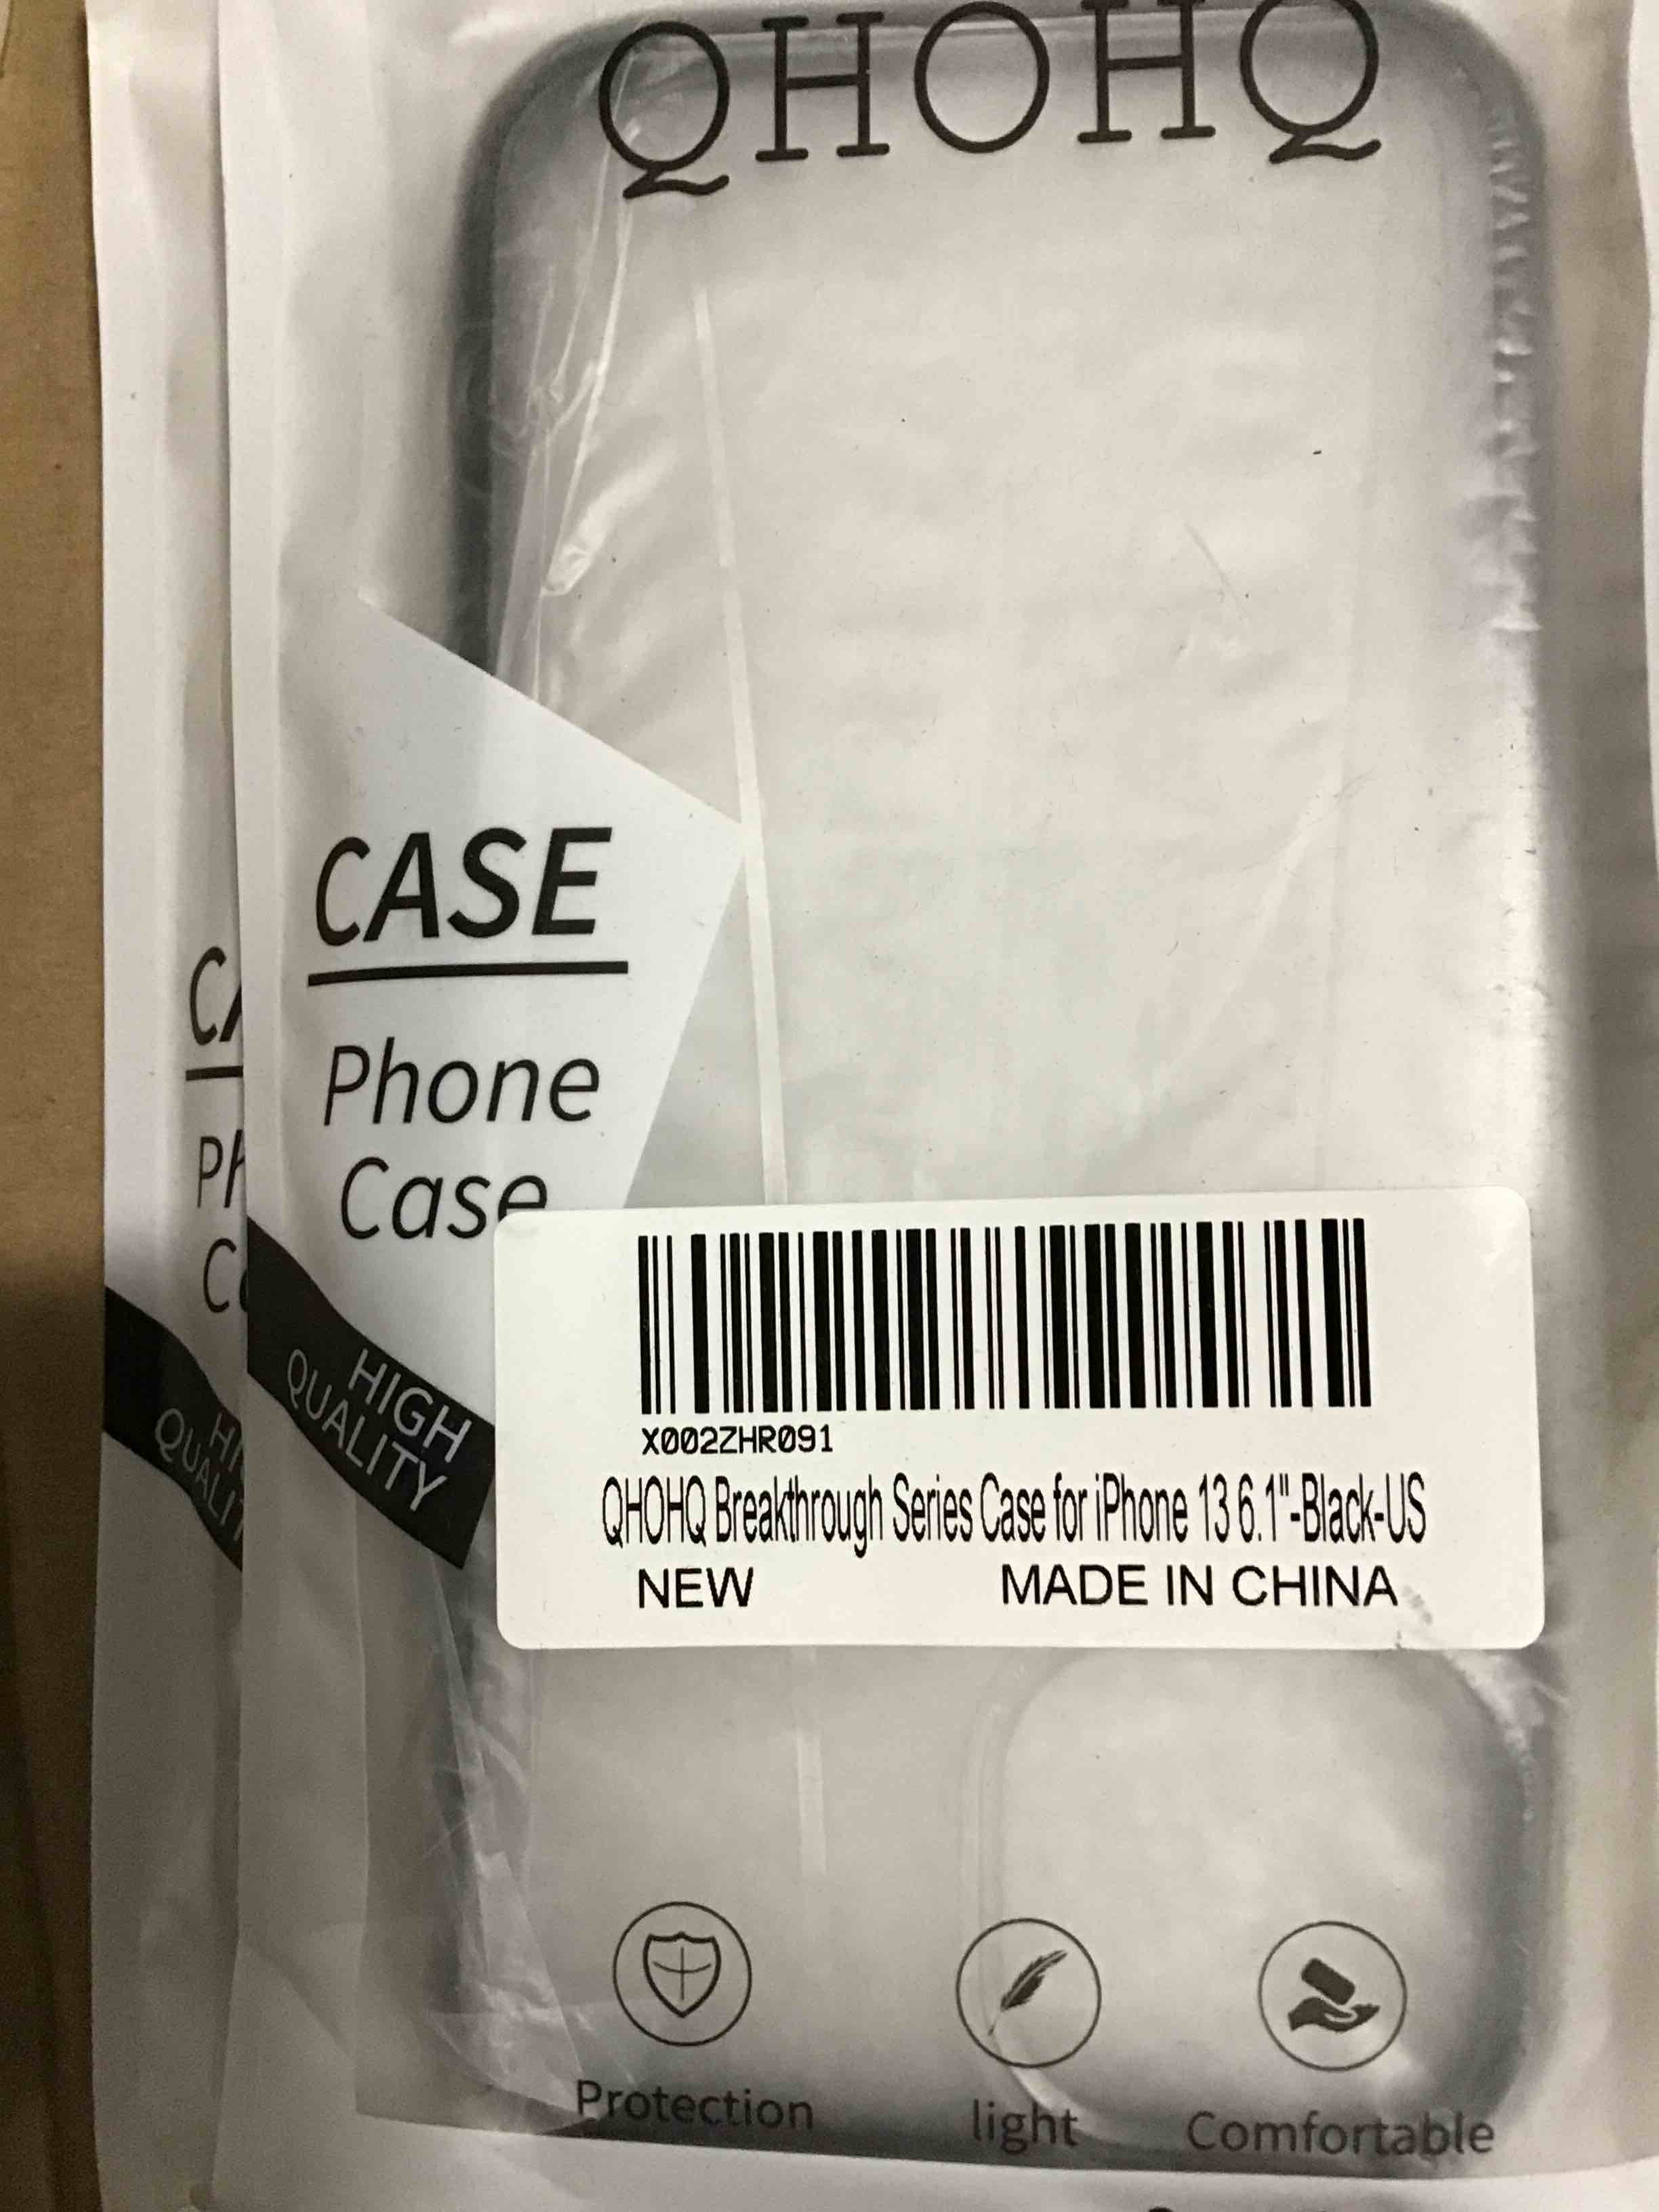 QHOHQ
CASE
Phone
Case
HIGH
QUALITY
X002ZHR091
QHOHQ Breakthrough Series Case for iPhone 13 6.1"-Black-US
NEW MADE IN CHINA
Protection light Comfortable